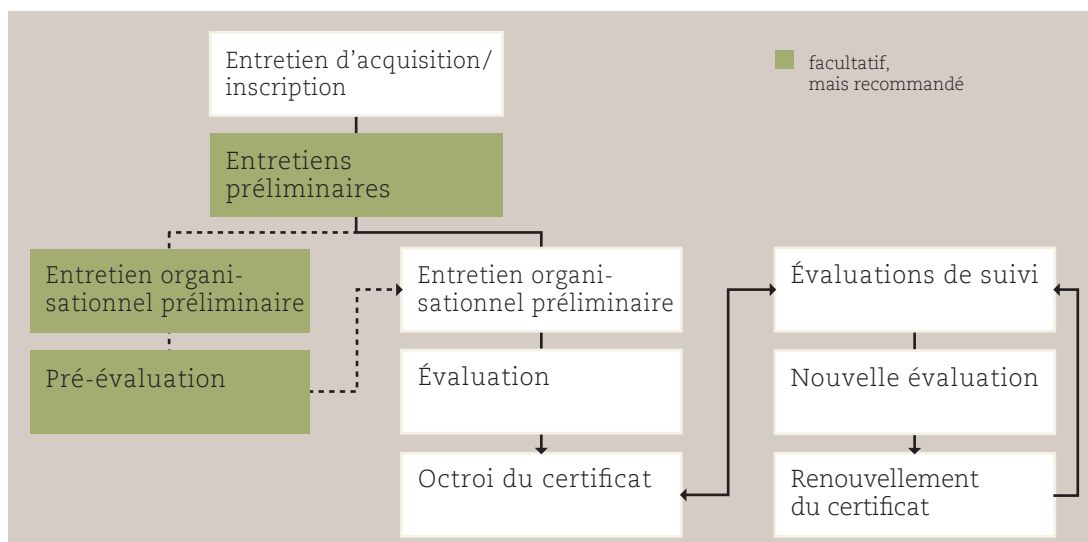 Entretien d’acquisition/
inscription
facultatif,
mais recommandé
Entretiens
préliminaires
Entretien organi-
sationnel préliminaire
Entretien organi-
sationnel préliminaire
Évaluations de suivi
Pré-évaluation
Évaluation
Nouvelle évaluation
Octroi du certificat
Renouvellement
du certificat